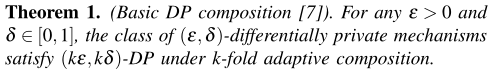 Theorem 1. (Basic DP composition [7]). For any ε > 0 and
δ ∈ [0,1], the class of (ε,δ)-differentially private mechanisms
satisfy (kε,kδ)-DP under k-fold adaptive composition.